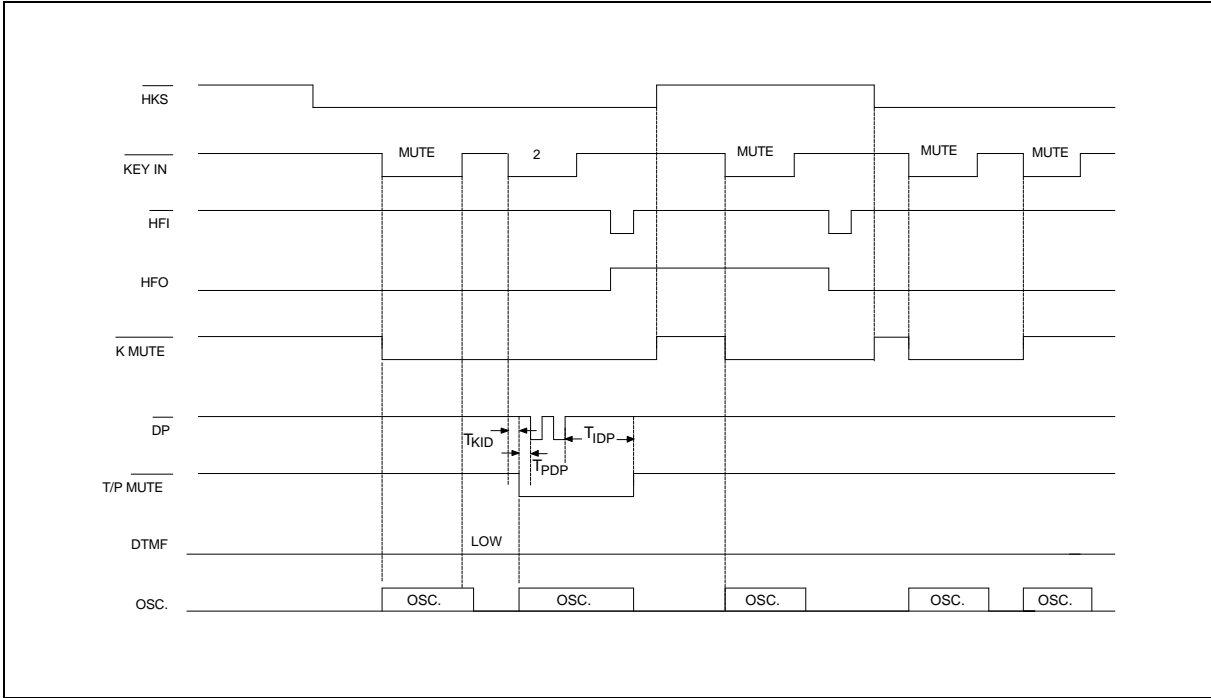 HKS
KEY IN MUTE 2 MUTE MUTE MUTE
HFI
HFO
K MUTE
DP
TKID TIDP
TPDP
T/P MUTE
DTMF LOW
OSC. OSC. OSC. OSC. OSC. OSC.